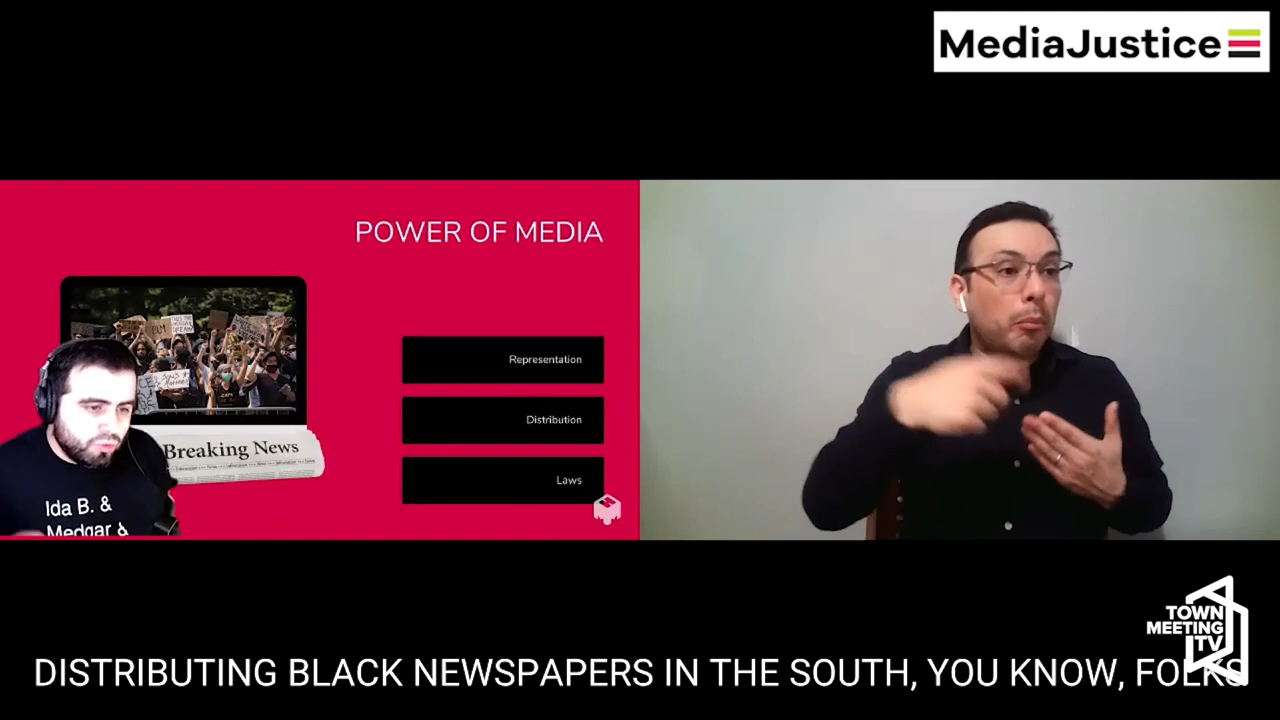 MediaJustice
POWER OF MEDIA
Representation
Distribution
Laws
BLM
Breaking News
Ida B. &
Medgar &
TOWN
MEETING
TV
DISTRIBUTING BLACK NEWSPAPERS IN THE SOUTH, YOU KNOW, FOLKS